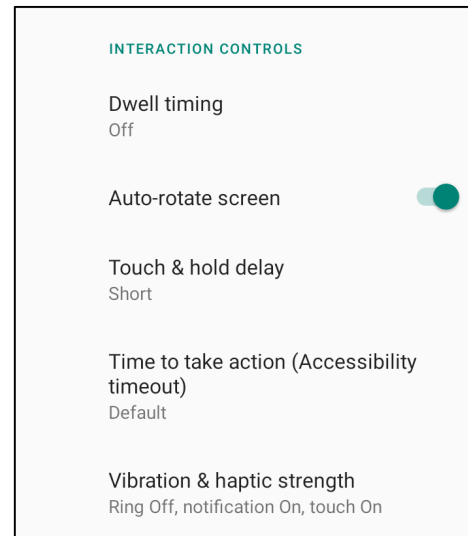 INTERACTION CONTROLS
Dwell timing
Off
Auto-rotate screen
Touch & hold delay
Short
Time to take action (Accessibility
timeout)
Default
Vibration & haptic strength
Ring Off, notification On, touch On